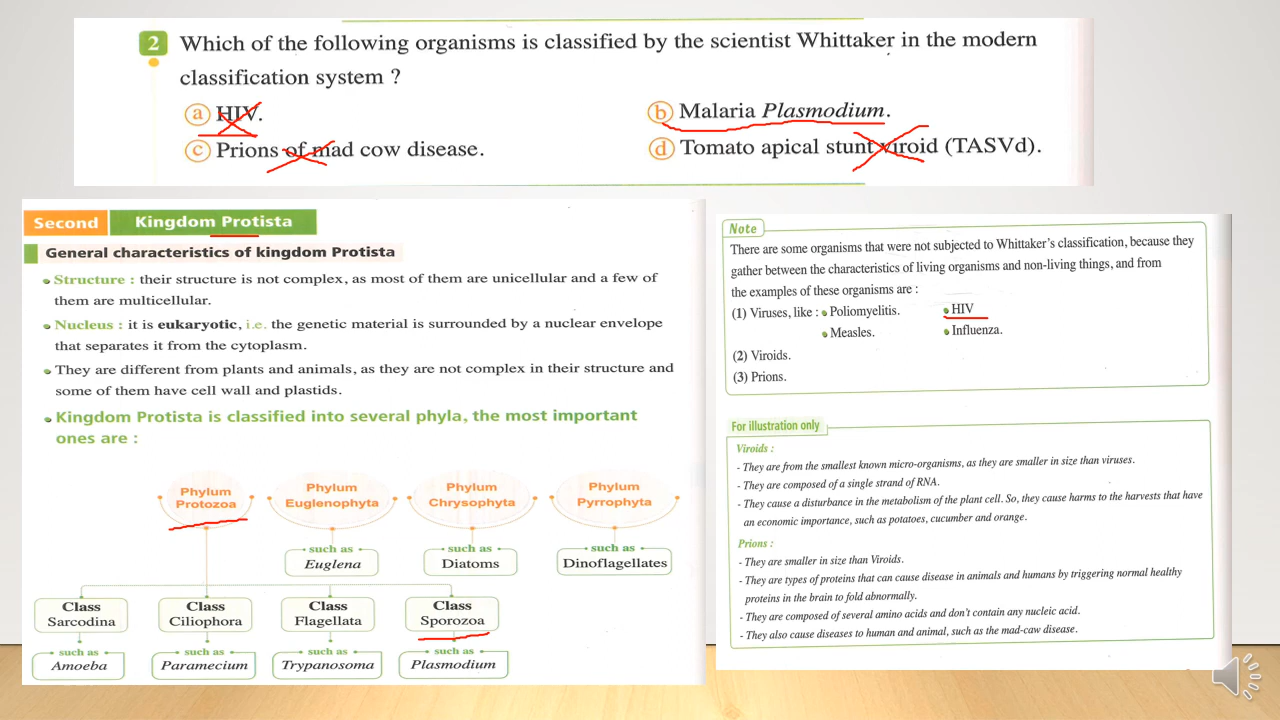 2 Which of the following organisms is classified by the scientist Whittaker in the modern
classification system ?
a HIV.
b Malaria Plasmodium.
c Prions of mad cow disease.
d Tomato apical stunt viroid (TASVd).
Second Kingdom Protista
General characteristics of kingdom Protista
• Structure : their structure is not complex, as most of them are unicellular and a few of
them are multicellular.
• Nucleus : it is eukaryotic, i.e. the genetic material is surrounded by a nuclear envelope
that separates it from the cytoplasm.
• They are different from plants and animals, as they are not complex in their structure and
some of them have cell wall and plastids.
• Kingdom Protista is classified into several phyla, the most important
ones are :
Phylum
Protozoa
Phylum
Euglenophyta
Phylum
Chrysophyta
Phylum
Pyrrophyta
such as
Euglena
such as
Diatoms
such as
Dinoflagellates
Class
Sarcodina
Class
Ciliophora
Class
Flagellata
Class
Sporozoa
such as
Amoeba
such as
Paramecium
such as
Trypanosoma
such as
Plasmodium
Note
There are some organisms that were not subjected to Whittaker's classification, because they
gather between the characteristics of living organisms and non-living things, and from
the examples of these organisms are :
(1) Viruses, like : • Poliomyelitis. • HIV
• Measles. • Influenza.
(2) Viroids.
(3) Prions.
For illustration only
Viroids :
- They are from the smallest known micro-organisms, as they are smaller in size than viruses.
- They are composed of a single strand of RNA.
- They cause a disturbance in the metabolism of the plant cell. So, they cause harms to the harvests that have
an economic importance, such as potatoes, cucumber and orange.
Prions :
- They are smaller in size than Viroids.
- They are types of proteins that can cause disease in animals and humans by triggering normal healthy
proteins in the brain to fold abnormally.
- They are composed of several amino acids and don't contain any nucleic acid.
- They also cause diseases to human and animal, such as the mad-caw disease.